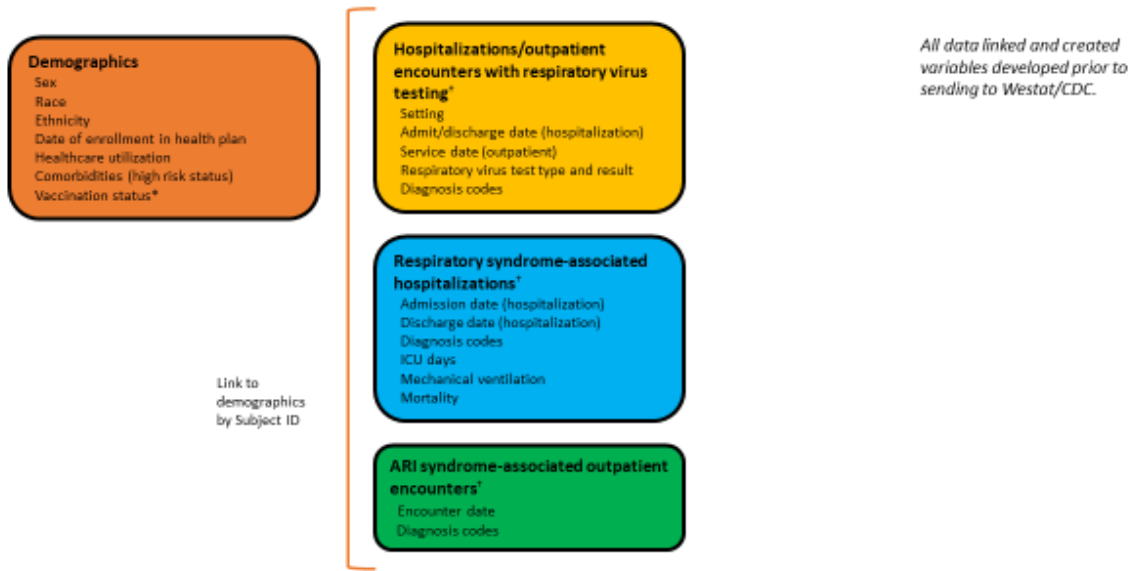 Demographics
Sex
Race
Ethnicity
Date of enrollment in health plan
Healthcare utilization
Comorbidities (high risk status)
Vaccination status*
Link to
demographics
by Subject ID
Hospitalizations/outpatient
encounters with respiratory virus
testing†
Setting
Admit/discharge date (hospitalization)
Service date (outpatient)
Respiratory virus test type and result
Diagnosis codes
Respiratory syndrome-associated
hospitalizations†
Admission date (hospitalization)
Discharge date (hospitalization)
Diagnosis codes
ICU days
Mechanical ventilation
Mortality
ARI syndrome-associated outpatient
encounters†
Encounter date
Diagnosis codes
All data linked and created
variables developed prior to
sending to Westat/CDC.